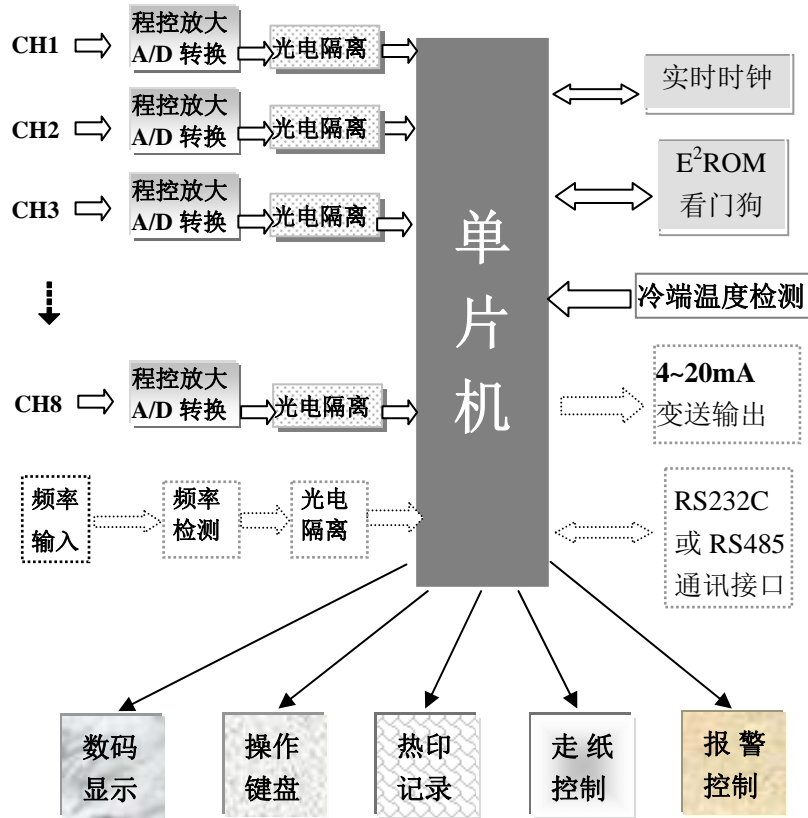 CH1
程控放大
A/D 转换
光电隔离
CH2
程控放大
A/D 转换
光电隔离
CH3
程控放大
A/D 转换
光电隔离
CH8
程控放大
A/D 转换
光电隔离
频率
输入
频率
检测
光电
隔离
单
片
机
实时时钟
E²ROM
看门狗
冷端温度检测
4~20mA
变送输出
RS232C
或 RS485
通讯接口
数码
显示
操作
键盘
热印
记录
走 纸
控制
报 警
控制